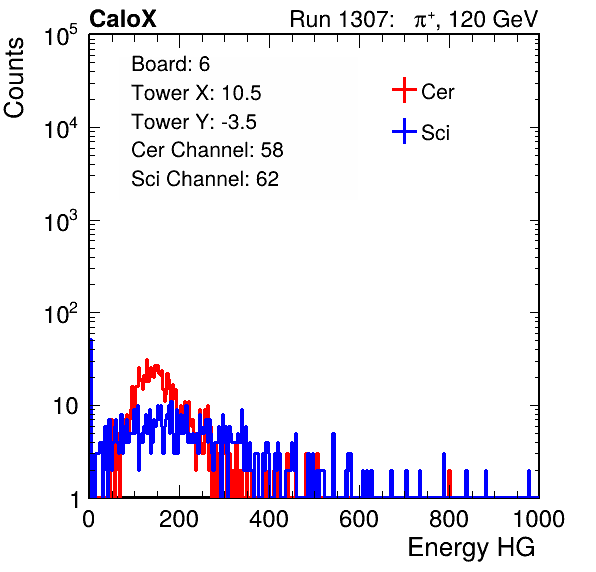 CaloX Run 1307: π⁺, 120 GeV
Counts
10⁵
10⁴
10³
10²
10
1
Board: 6
Tower X: 10.5
Tower Y: -3.5
Cer Channel: 58
Sci Channel: 62
Cer
Sci
0 200 400 600 800 1000
Energy HG